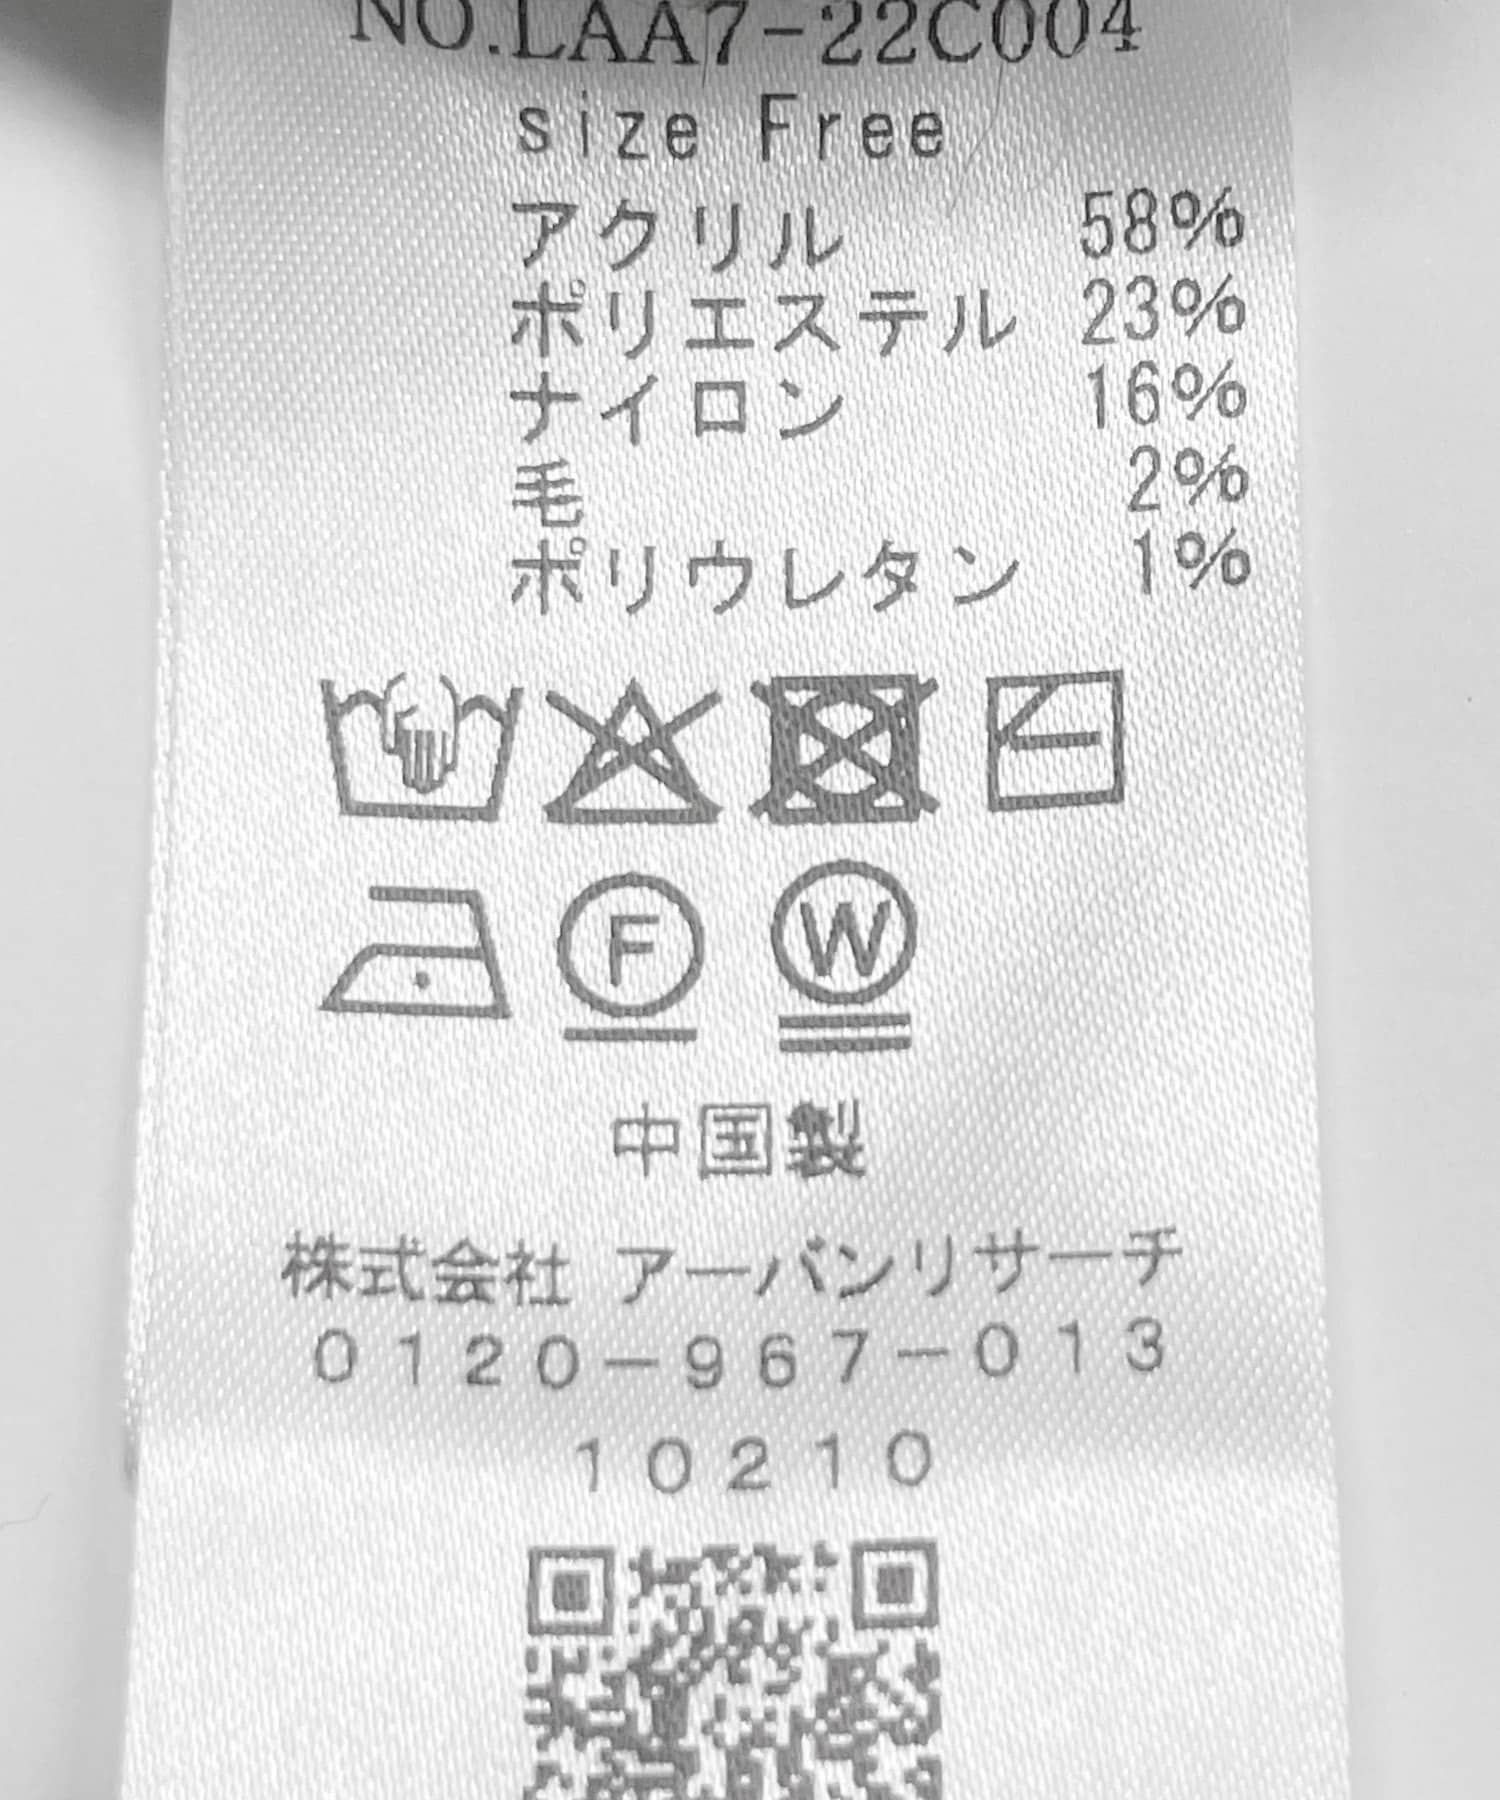 NO.LAA7-22C004
size Free
アクリル 58%
ポリエステル 23%
ナイロン 16%
毛 2%
ポリウレタン 1%
F W
中国製
株式会社 アーバンリサーチ
0120-967-013
10210